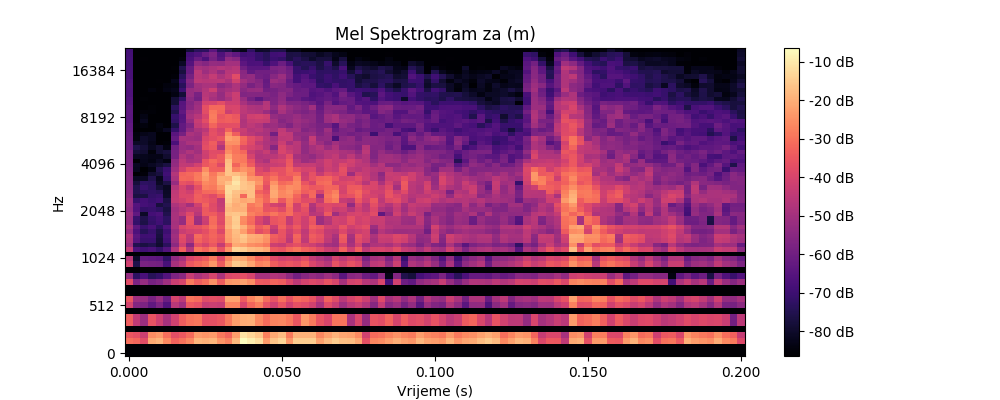 Mel Spektrogram za (m)
16384
8192
4096
2048
1024
512
0
Hz
0.000 0.050 0.100 0.150 0.200
Vrijeme (s)
-10 dB
-20 dB
-30 dB
-40 dB
-50 dB
-60 dB
-70 dB
-80 dB